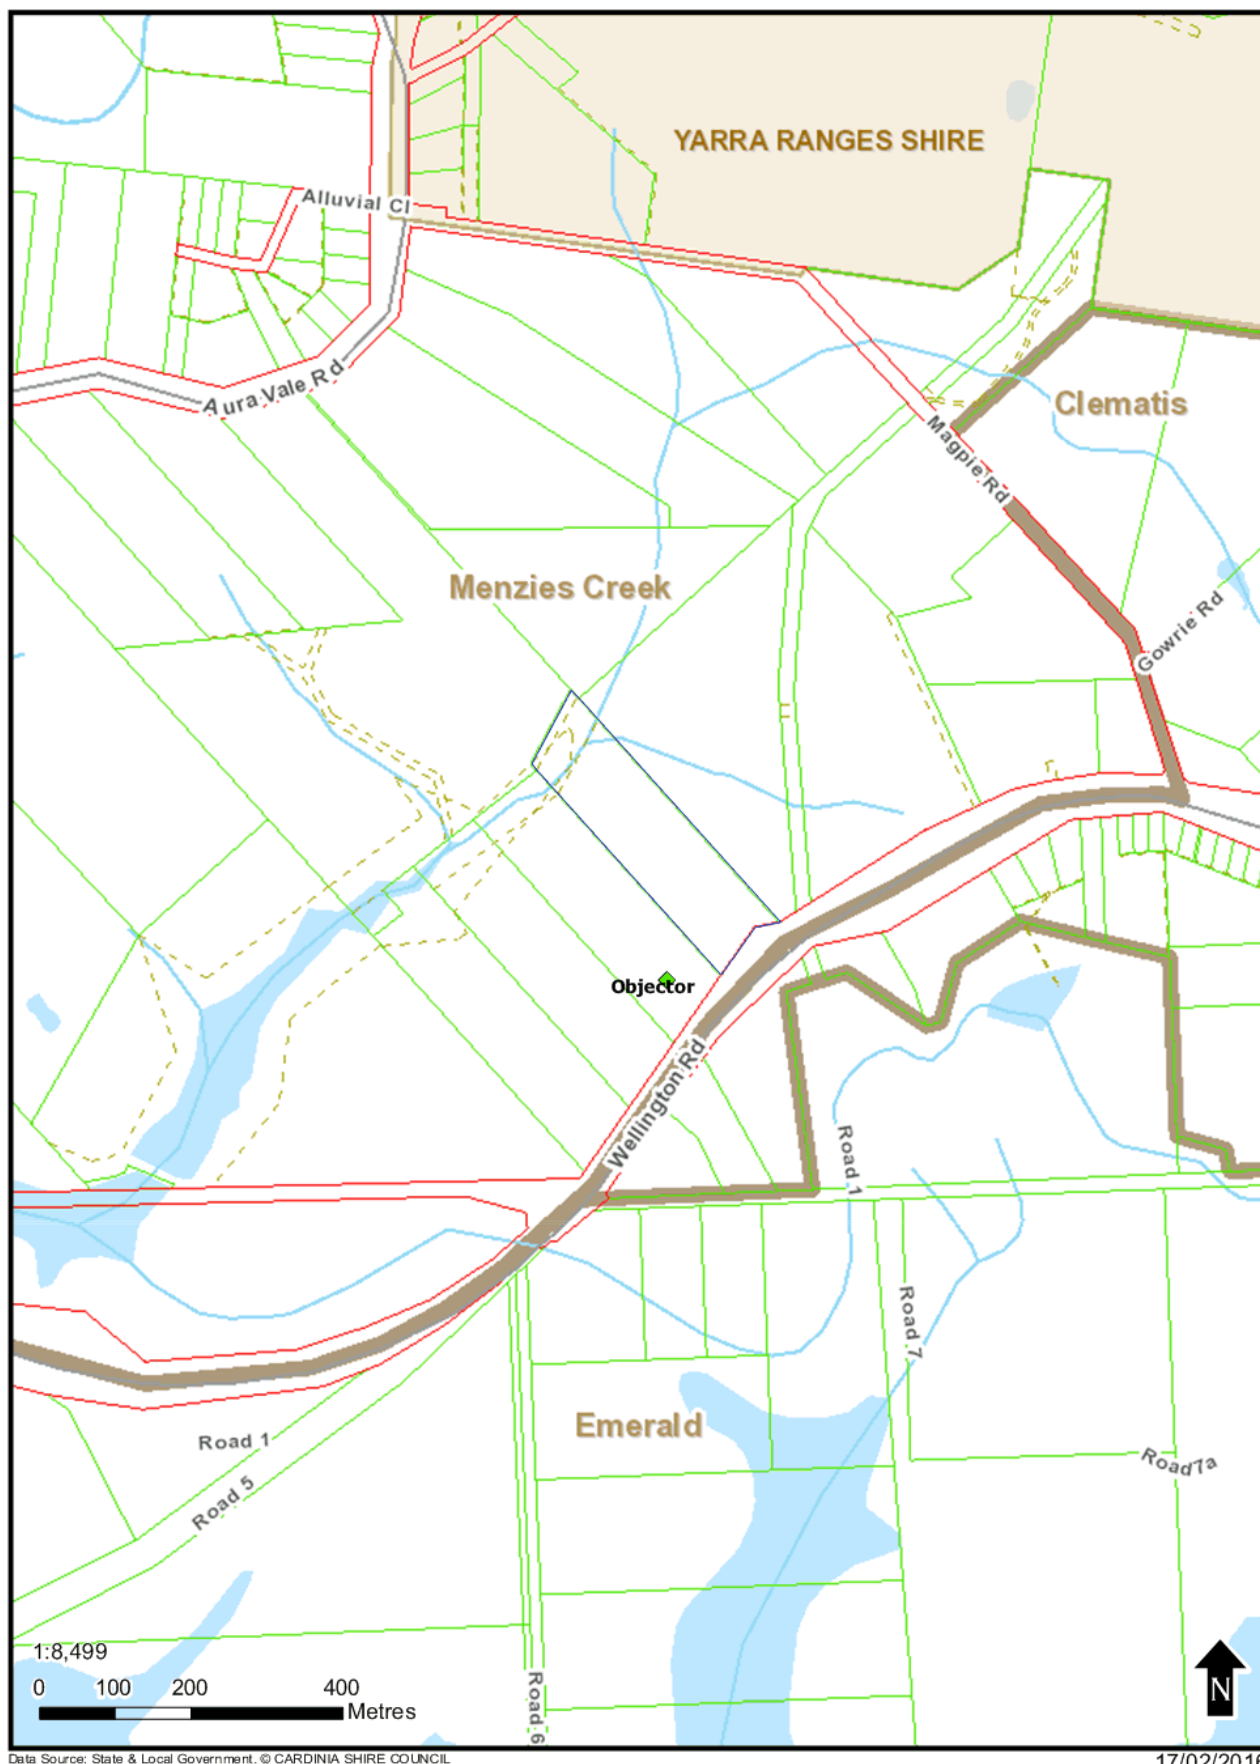 YARRA RANGES SHIRE
Alluvial Cl
Aura Vale Rd
Clematis
Magpie Rd
Menzies Creek
Gowrie Rd
Objector
Wellington Rd
Road 1
Road 7
Emerald
Road 1
Road 5
Road7a
Road 6
1:8,499
0 100 200 400
Metres
N
Data Source: State & Local Government. © CARDINIA SHIRE COUNCIL